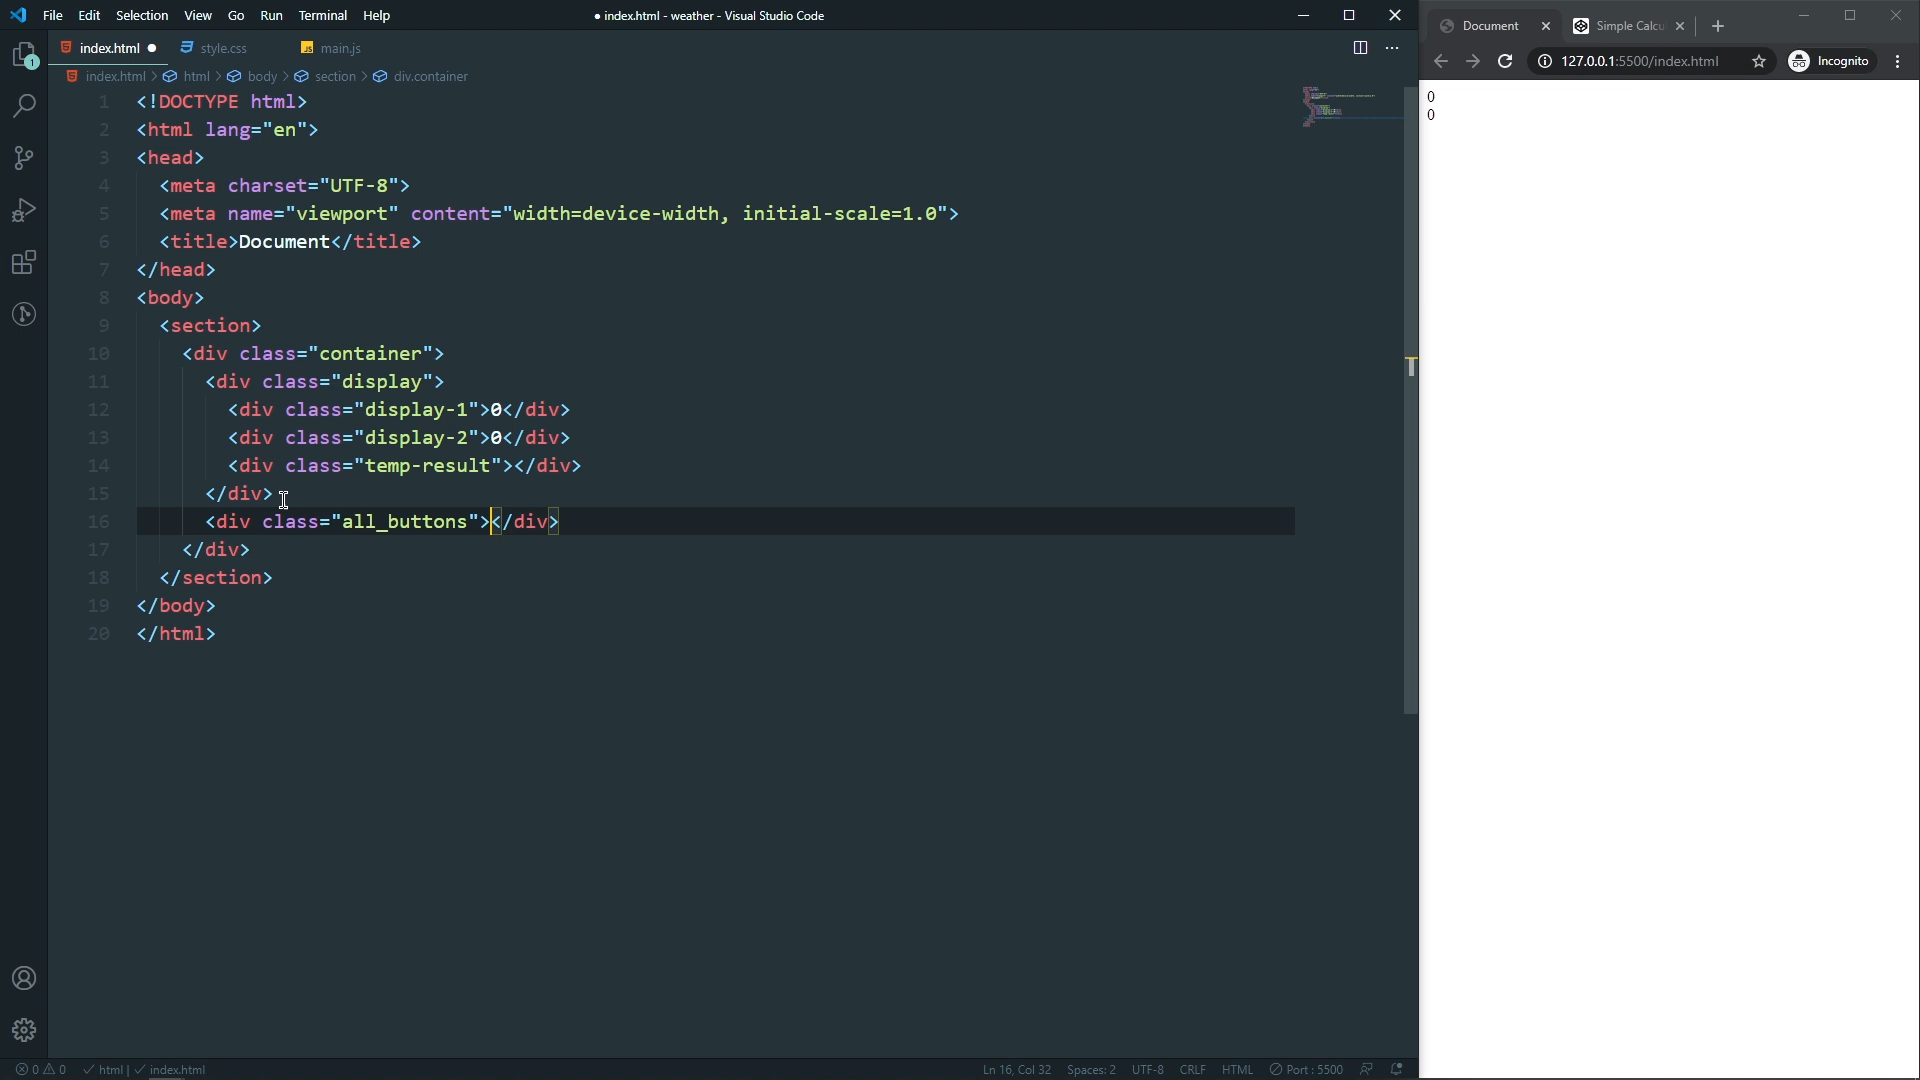 File Edit Selection View Go Run Terminal Help
● index.html - weather - Visual Studio Code
index.html ● style.css main.js
index.html > html > body > section > div.container
1 <!DOCTYPE html>
2 <html lang="en">
3 <head>
4 <meta charset="UTF-8">
5 <meta name="viewport" content="width=device-width, initial-scale=1.0">
6 <title>Document</title>
7 </head>
8 <body>
9 <section>
10 <div class="container">
11 <div class="display">
12 <div class="display-1">0</div>
13 <div class="display-2">0</div>
14 <div class="temp-result"></div>
15 </div>
16 <div class="all_buttons"></div>
17 </div>
18 </section>
19 </body>
20 </html>
1
0 0 html | index.html
Ln 16, Col 32 Spaces: 2 UTF-8 CRLF HTML Port : 5500
Document Simple Calcu
127.0.0.1:5500/index.html Incognito
0
0